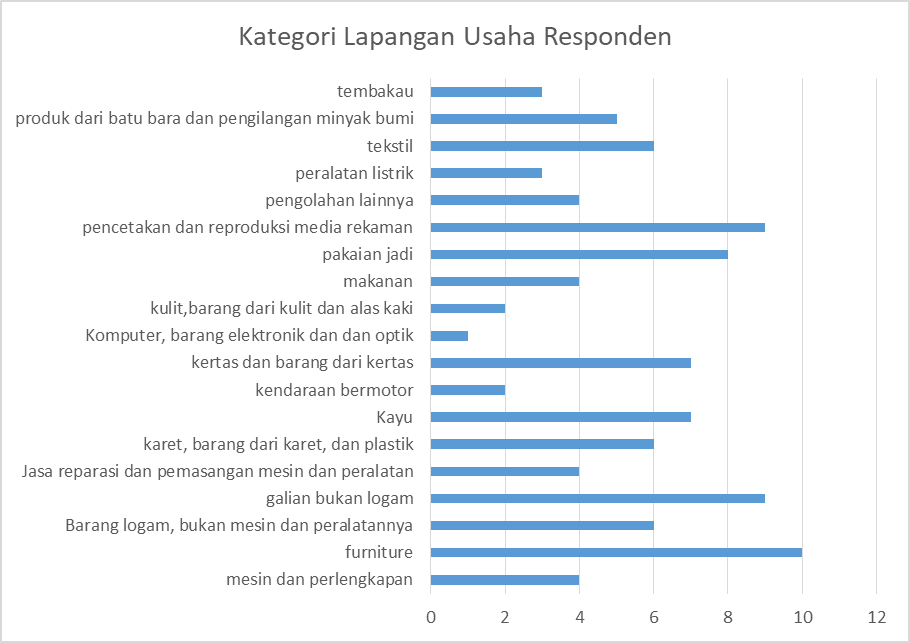 Kategori Lapangan Usaha Responden
tembakau
produk dari batu bara dan pengilangan minyak bumi
tekstil
peralatan listrik
pengolahan lainnya
pencetakan dan reproduksi media rekaman
pakaian jadi
makanan
kulit,barang dari kulit dan alas kaki
Komputer, barang elektronik dan dan optik
kertas dan barang dari kertas
kendaraan bermotor
Kayu
karet, barang dari karet, dan plastik
Jasa reparasi dan pemasangan mesin dan peralatan
galian bukan logam
Barang logam, bukan mesin dan peralatannya
furniture
mesin dan perlengkapan
0 2 4 6 8 10 12